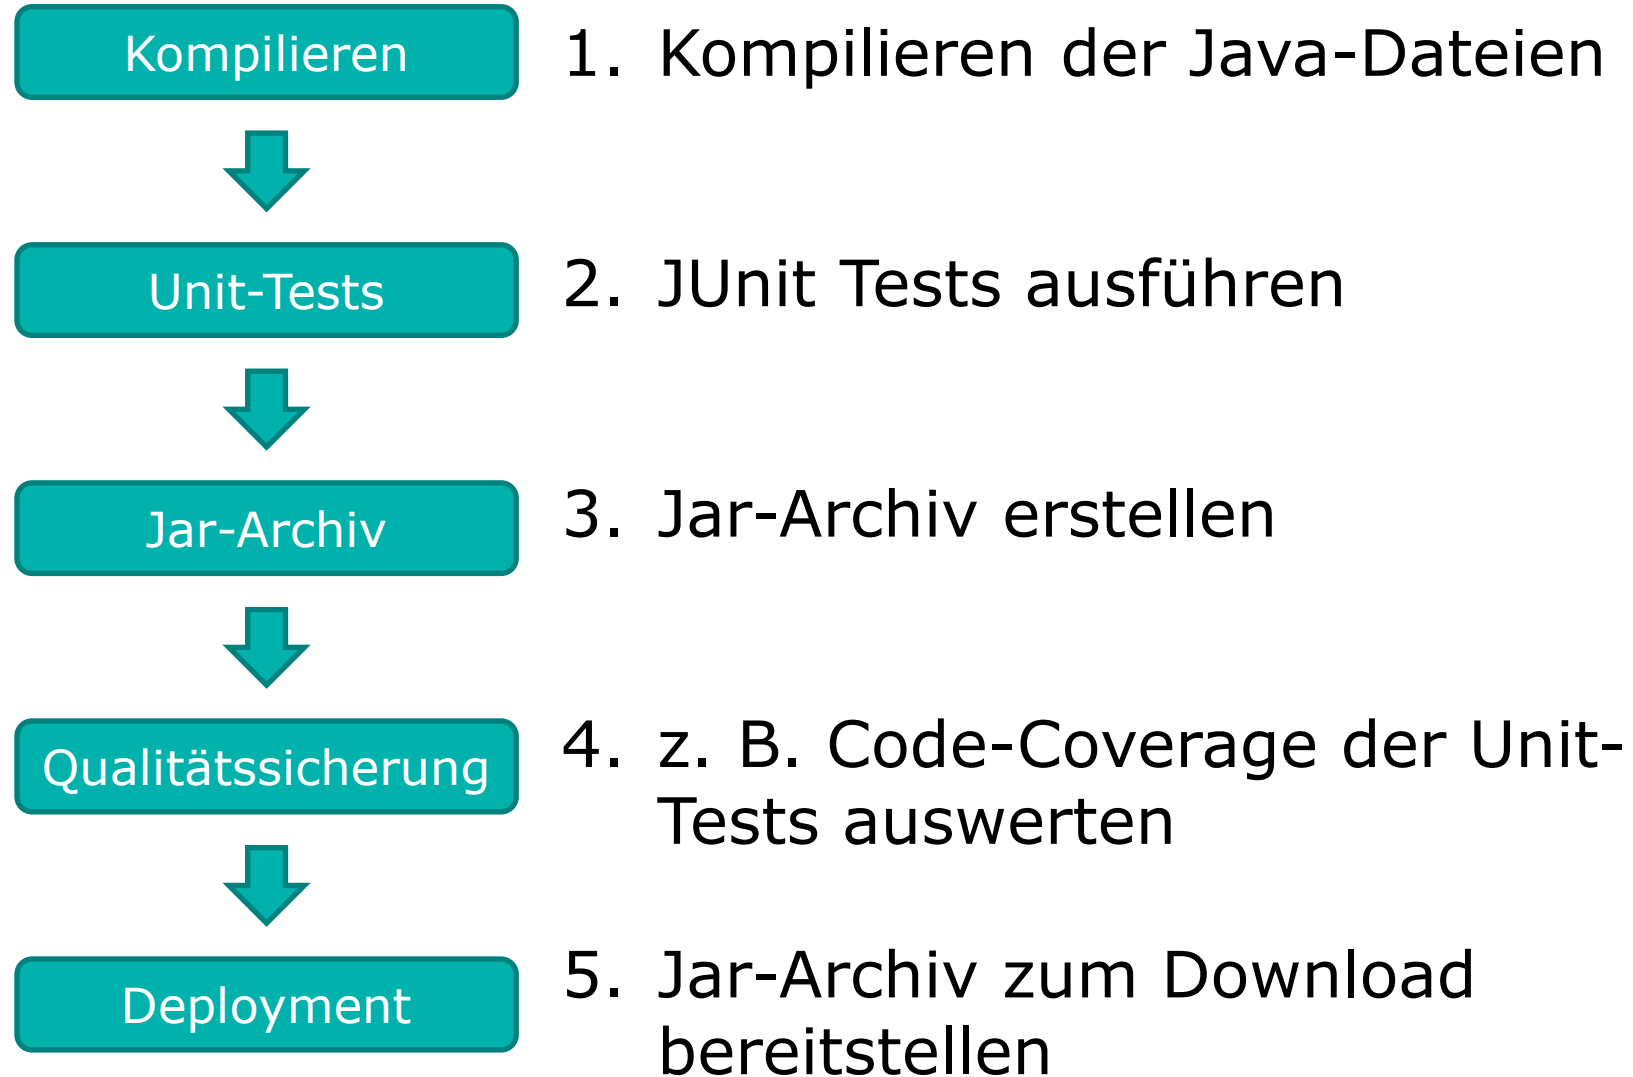 Kompilieren
1. Kompilieren der Java-Dateien
Unit-Tests
2. JUnit Tests ausführen
Jar-Archiv
3. Jar-Archiv erstellen
Qualitätssicherung
4. z. B. Code-Coverage der Unit-
Tests auswerten
Deployment
5. Jar-Archiv zum Download
bereitstellen